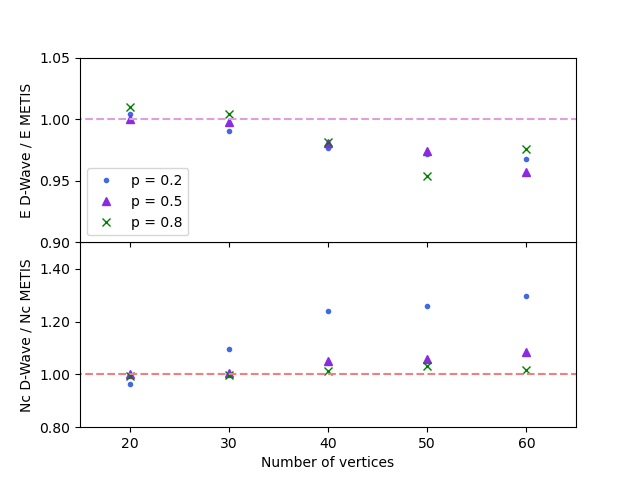 1.05
1.00
0.95
0.90
E D-Wave / E METIS
p = 0.2
p = 0.5
p = 0.8
1.40
1.20
1.00
0.80
Nc D-Wave / Nc METIS
20 30 40 50 60
Number of vertices